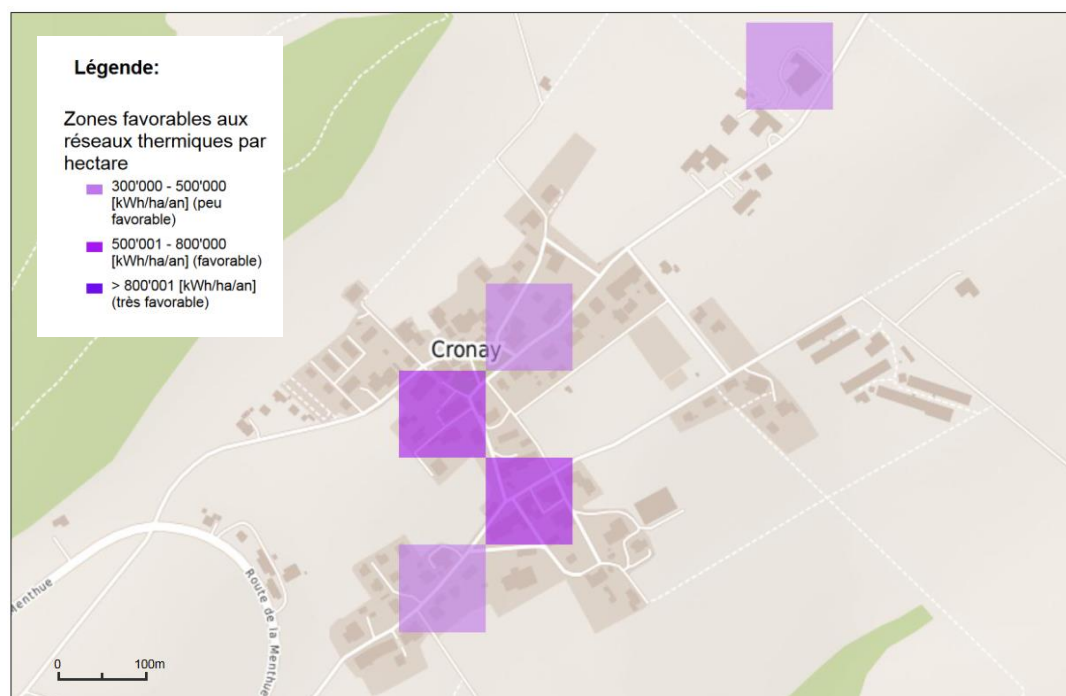 Légende:
Zones favorables aux
réseaux thermiques par
hectare
300'000 - 500'000
[kWh/ha/an] (peu
favorable)
500'001 - 800'000
[kWh/ha/an] (favorable)
> 800'001 [kWh/ha/an]
(très favorable)
Cronay
Menthue
Route de la Menthue
0 100m